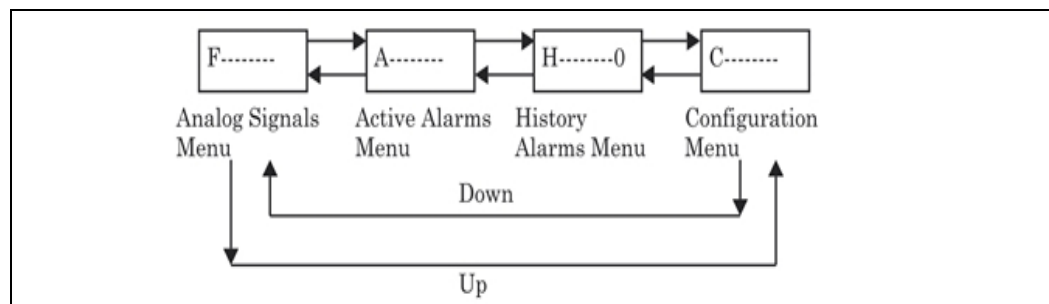 F--------
A--------
H--------0
C--------
Analog Signals
Menu
Active Alarms
Menu
History
Alarms Menu
Configuration
Menu
Down
Up